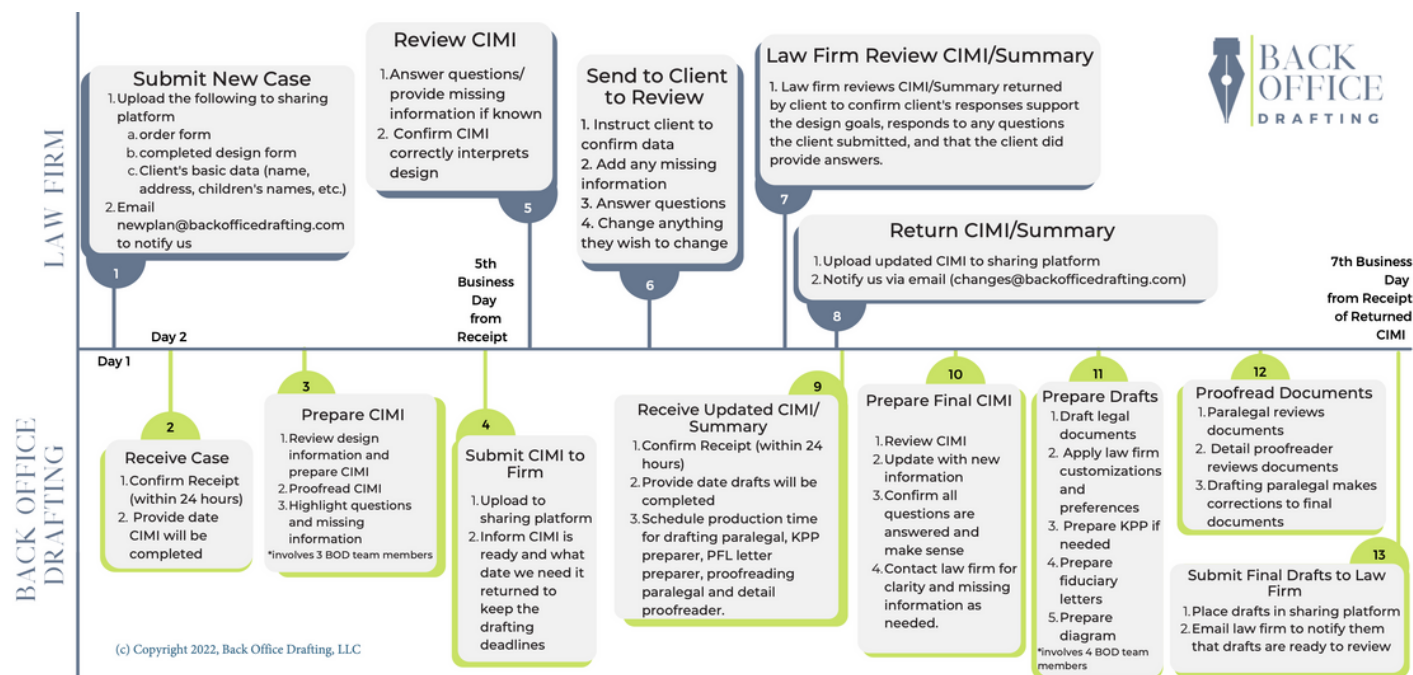 BACK
OFFICE
DRAFTING
LAW FIRM
Submit New Case
1. Upload the following to sharing
platform
a. order form
b. completed design form
c. Client's basic data (name,
address, children's names, etc.)
2. Email
newplan@backofficedrafting.com
to notify us
1
Review CIMI
1. Answer questions/
provide missing
information if known
2. Confirm CIMI
correctly interprets
design
5
Send to Client
to Review
1. Instruct client to
confirm data
2. Add any missing
information
3. Answer questions
4. Change anything
they wish to change
6
Law Firm Review CIMI/Summary
1. Law firm reviews CIMI/Summary returned
by client to confirm client's responses support
the design goals, responds to any questions
the client submitted, and that the client did
provide answers.
7
Return CIMI/Summary
1. Upload updated CIMI to sharing platform
2. Notify us via email (changes@backofficedrafting.com)
8
Day 1
Day 2
5th
Business
Day
from
Receipt
7th Business
Day
from Receipt
of Returned
CIMI
BACK OFFICE
DRAFTING
2
Receive Case
1. Confirm Receipt
(within 24 hours)
2. Provide date
CIMI will be
completed
3
Prepare CIMI
1. Review design
information and
prepare CIMI
2. Proofread CIMI
3. Highlight questions
and missing
information
*involves 3 BOD team members
4
Submit CIMI to
Firm
1. Upload to
sharing platform
2. Inform CIMI is
ready and what
date we need it
returned to
keep the
drafting
deadlines
9
Receive Updated CIMI/
Summary
1. Confirm Receipt (within 24
hours)
2. Provide date drafts will be
completed
3. Schedule production time
for drafting paralegal, KPP
preparer, PFL letter
preparer, proofreading
paralegal and detail
proofreader.
10
Prepare Final CIMI
1. Review CIMI
2. Update with new
information
3. Confirm all
questions are
answered and
make sense
4. Contact law firm for
clarity and missing
information as
needed.
11
Prepare Drafts
1. Draft legal
documents
2. Apply law firm
customizations
and
preferences
3. Prepare KPP if
needed
4. Prepare
fiduciary
letters
5. Prepare
diagram
*involves 4 BOD team
members
12
Proofread Documents
1. Paralegal reviews
documents
2. Detail proofreader
reviews documents
3. Drafting paralegal makes
corrections to final
documents
13
Submit Final Drafts to Law
Firm
1. Place drafts in sharing platform
2. Email law firm to notify them
that drafts are ready to review
(c) Copyright 2022, Back Office Drafting, LLC